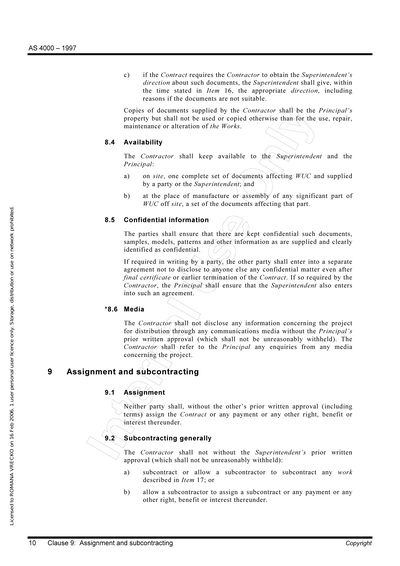 AS 4000 – 1997
c) if the Contract requires the Contractor to obtain the Superintendent's
direction about such documents, the Superintendent shall give, within
the time stated in Item 16, the appropriate direction, including
reasons if the documents are not suitable.
Copies of documents supplied by the Contractor shall be the Principal's
property but shall not be used or copied otherwise than for the use, repair,
maintenance or alteration of the Works.
8.4 Availability
The Contractor shall keep available to the Superintendent and the
Principal:
a) on site, one complete set of documents affecting WUC and supplied
by a party or the Superintendent; and
b) at the place of manufacture or assembly of any significant part of
WUC off site, a set of the documents affecting that part.
8.5 Confidential information
The parties shall ensure that there are kept confidential such documents,
samples, models, patterns and other information as are supplied and clearly
identified as confidential.
If required in writing by a party, the other party shall enter into a separate
agreement not to disclose to anyone else any confidential matter even after
final certificate or earlier termination of the Contract. If so required by the
Contractor, the Principal shall ensure that the Superintendent also enters
into such an agreement.
*8.6 Media
The Contractor shall not disclose any information concerning the project
for distribution through any communications media without the Principal's
prior written approval (which shall not be unreasonably withheld). The
Contractor shall refer to the Principal any enquiries from any media
concerning the project.
9 Assignment and subcontracting
9.1 Assignment
Neither party shall, without the other's prior written approval (including
terms) assign the Contract or any payment or any other right, benefit or
interest thereunder.
9.2 Subcontracting generally
The Contractor shall not without the Superintendent's prior written
approval (which shall not be unreasonably withheld):
a) subcontract or allow a subcontractor to subcontract any work
described in Item 17; or
b) allow a subcontractor to assign a subcontract or any payment or any
other right, benefit or interest thereunder.
10 Clause 9: Assignment and subcontracting Copyright
Licensed to ROMANA VRECKO on 16 Feb 2006. 1 user personal user licence only. Storage, distribution or use on network prohibited.
Internal use only